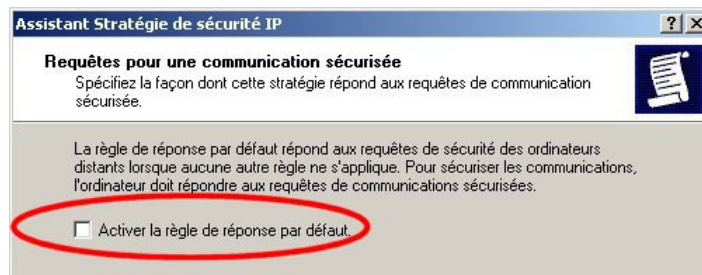 Assistant Stratégie de sécurité IP
Requêtes pour une communication sécurisée
Spécifiez la façon dont cette stratégie répond aux requêtes de communication
sécurisée.
La règle de réponse par défaut répond aux requêtes de sécurité des ordinateurs
distants lorsque aucune autre règle ne s'applique. Pour sécuriser les communications,
l'ordinateur doit répondre aux requêtes de communications sécurisées.
Activer la règle de réponse par défaut.